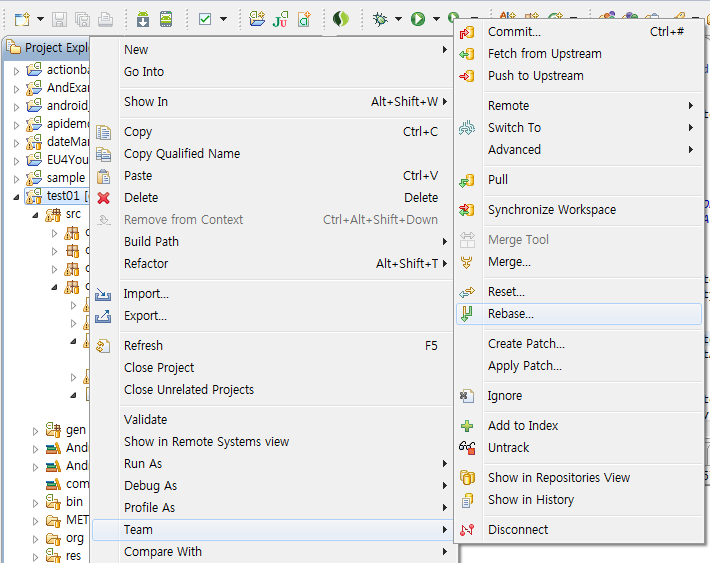 Project Explo
actionba
AndExa
android_
apidemo
dateMar
EU4You
sample
test01 [
src
gen
And
And
com
bin
MET
org
res
New
Go Into
Show In Alt+Shift+W
Copy Ctrl+C
Copy Qualified Name
Paste Ctrl+V
Delete Delete
Remove from Context Ctrl+Alt+Shift+Down
Build Path
Refactor Alt+Shift+T
Import...
Export...
Refresh F5
Close Project
Close Unrelated Projects
Validate
Show in Remote Systems view
Run As
Debug As
Profile As
Team
Compare With
Commit... Ctrl+#
Fetch from Upstream
Push to Upstream
Remote
Switch To
Advanced
Pull
Synchronize Workspace
Merge Tool
Merge...
Reset...
Rebase...
Create Patch...
Apply Patch...
Ignore
Add to Index
Untrack
Show in Repositories View
Show in History
Disconnect